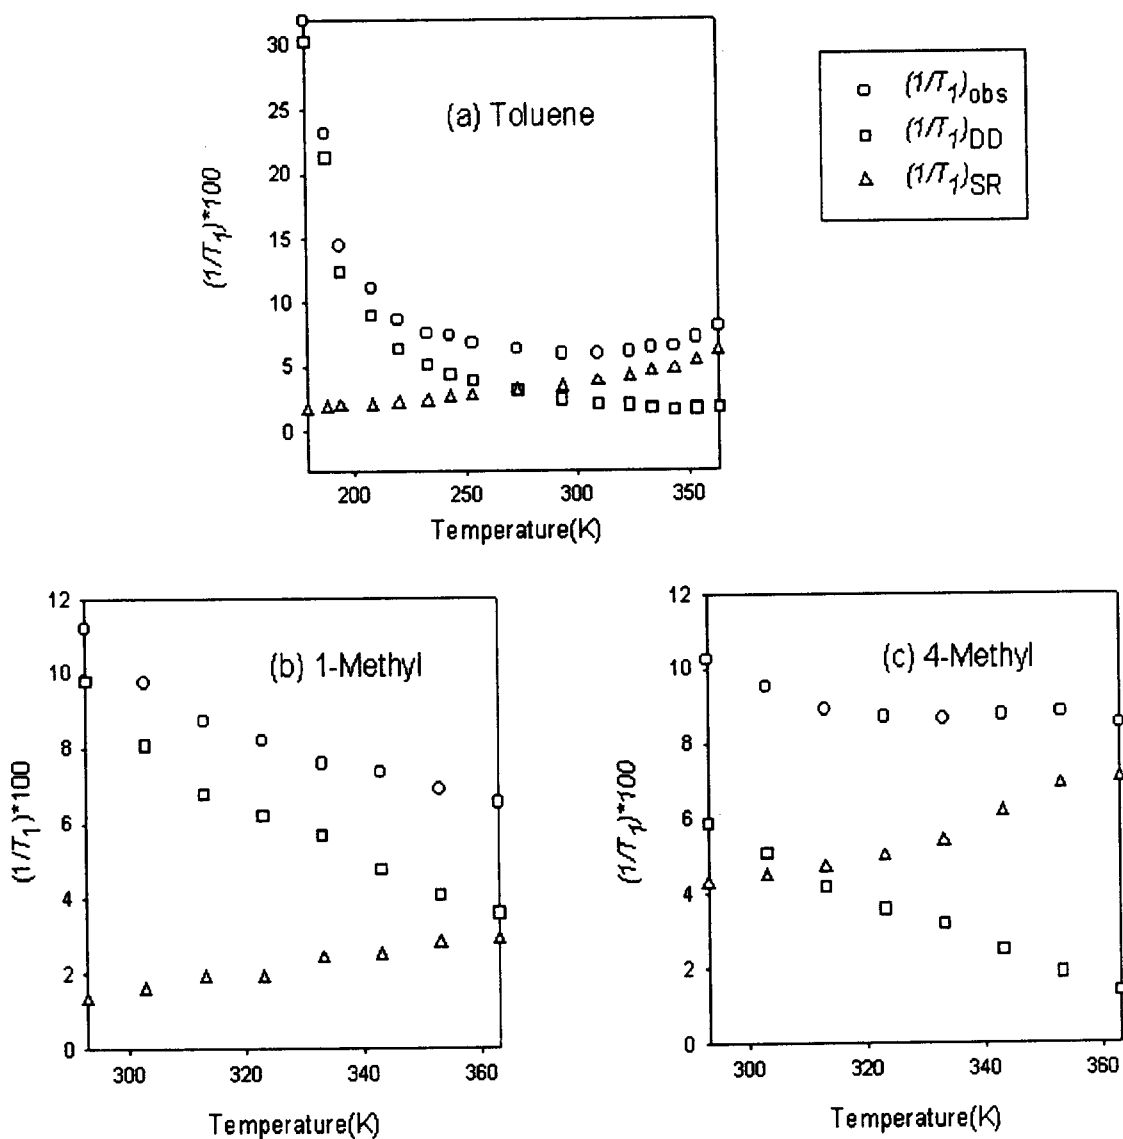 (a) Toluene
(1/T1)obs
(1/T1)DD
(1/T1)SR
(1/T1)*100
30
25
20
15
10
5
0
200 250 300 350
Temperature(K)
(b) 1-Methyl
(1/T1)*100
12
10
8
6
4
2
0
300 320 340 360
Temperature(K)
(c) 4-Methyl
(1/T1)*100
12
10
8
6
4
2
0
300 320 340 360
Temperature(K)